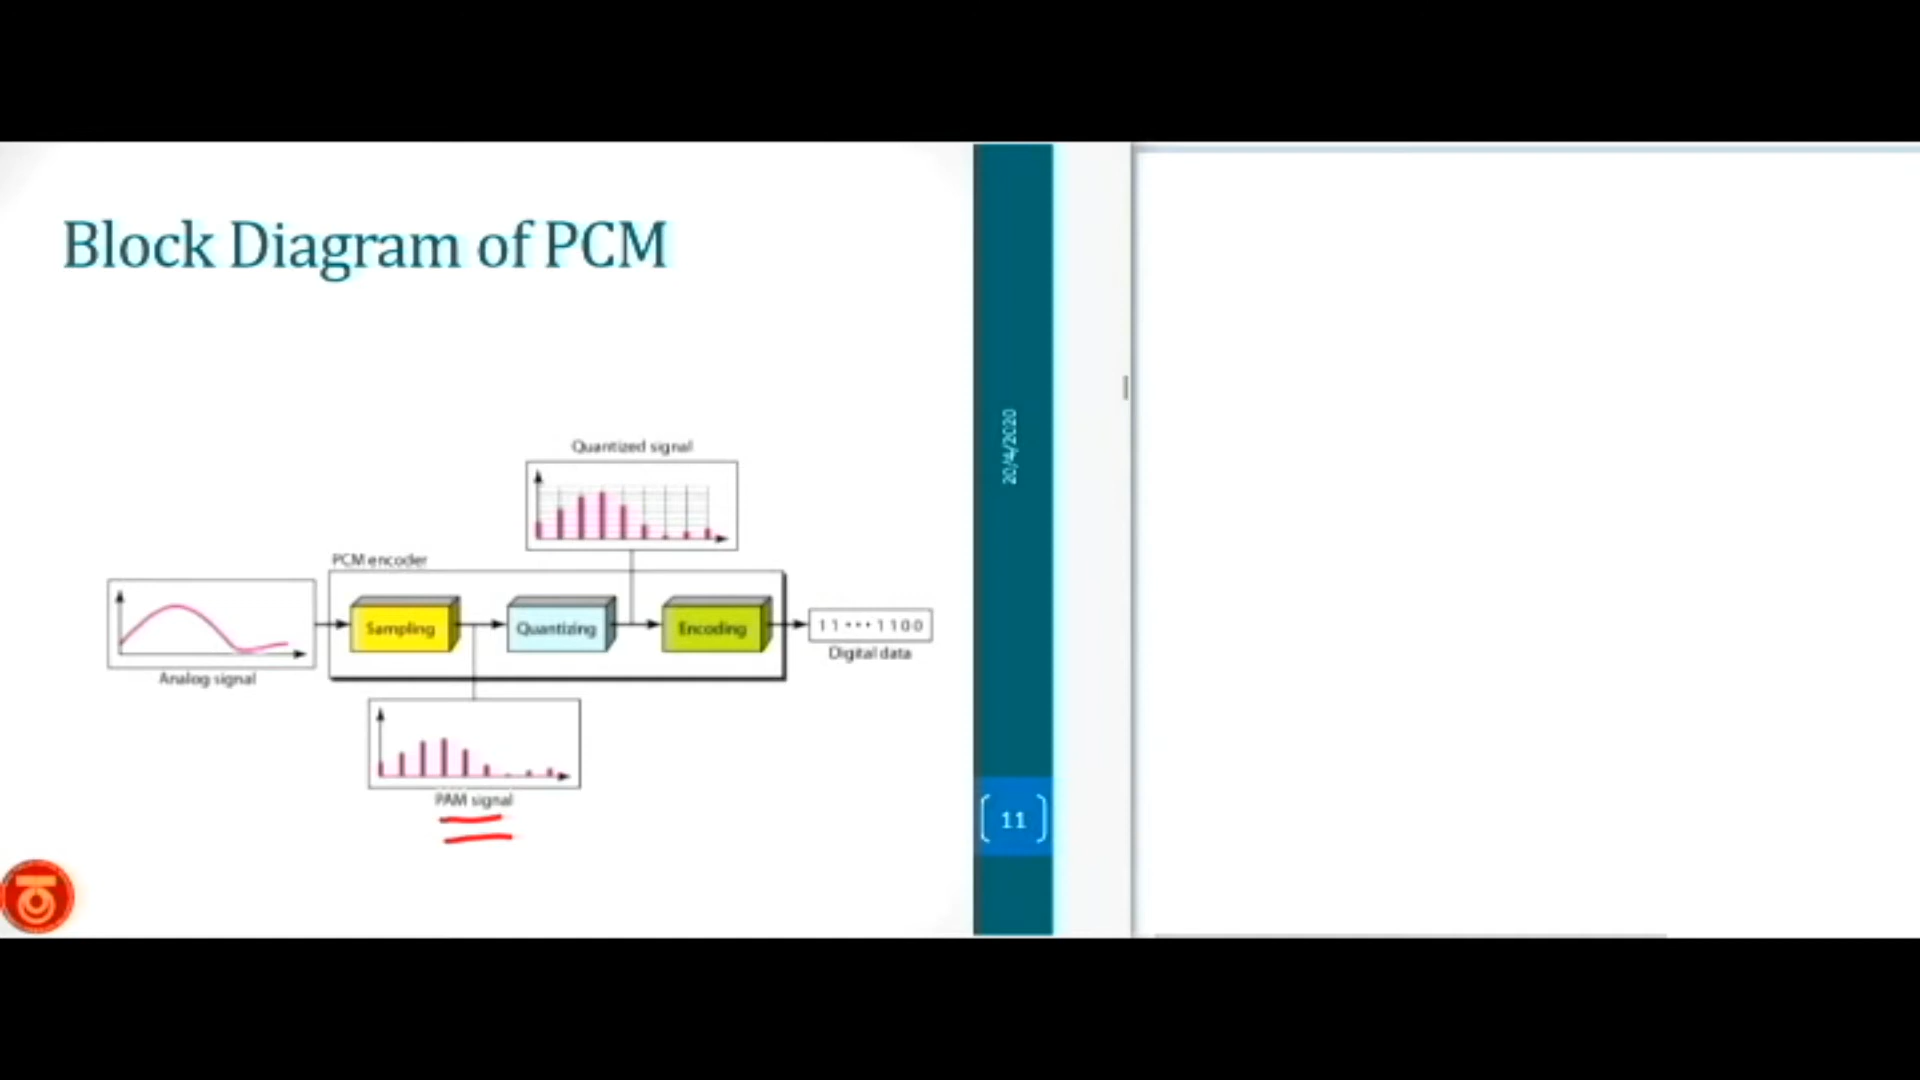 Block Diagram of PCM
Quantized signal
PCM encoder
Sampling
Quantizing
Encoding
11•••1100
Digital data
Analog signal
PAM signal
20/4/2020
11